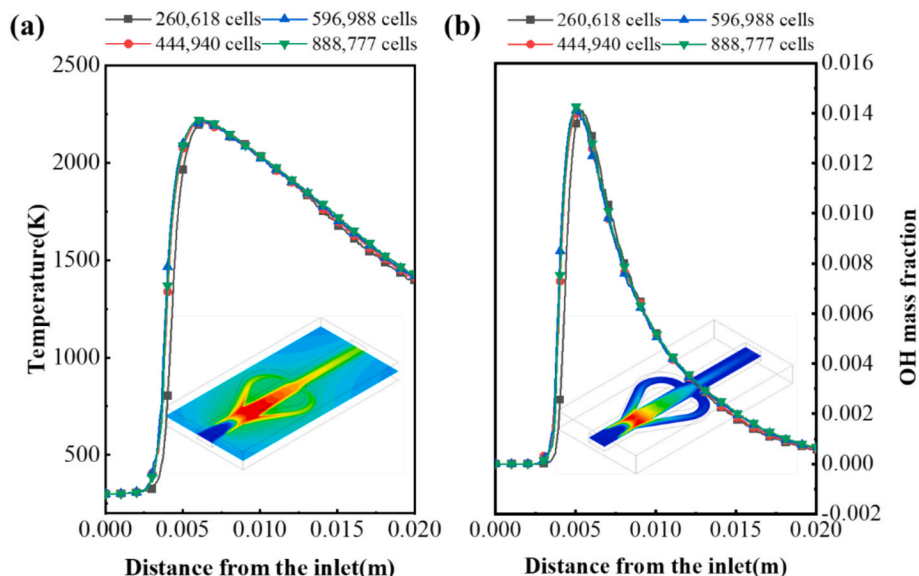 (a)
260,618 cells 596,988 cells
444,940 cells 888,777 cells
2500
2000
1500
1000
500
Temperature(K)
0.000 0.005 0.010 0.015 0.020
Distance from the inlet(m)
(b)
260,618 cells 596,988 cells
444,940 cells 888,777 cells
0.016
0.014
0.012
0.010
0.008
0.006
0.004
0.002
0.000
-0.002
OH mass fraction
0.000 0.005 0.010 0.015 0.020
Distance from the inlet(m)